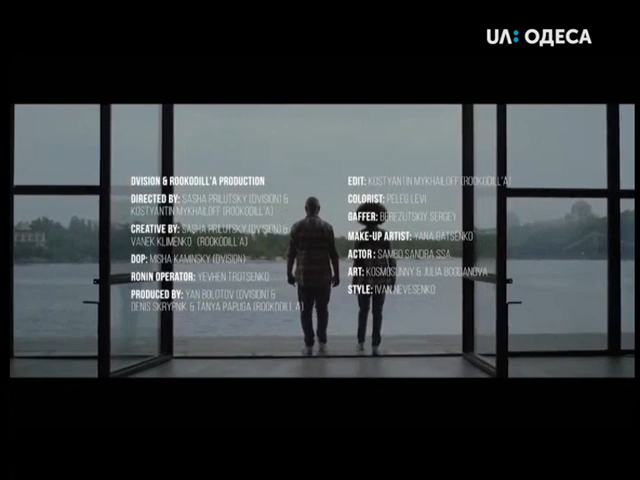 UA: ОДЕСА
DVISION & ROOKODILL'A PRODUCTION
DIRECTED BY: SASHA PRILUTSKY (DVISION) &
KOSTYANTIN MYKHAILOFF (ROOKODILL'A)
CREATIVE BY: SASHA PRILUTSKY (DVISION) &
VANEK KLIMENKO (ROOKODILL'A)
DOP: MISHA KAMINSKY (DVISION)
RONIN OPERATOR: YEVHEN TROTSENKO
PRODUCED BY: YAN BOLOTOV (DVISION) &
DENIS SKRYPNIK & TANYA PAPUGA (ROOKODILL'A)
EDIT: KOSTYANTIN MYKHAILOFF (ROOKODILL'A)
COLORIST: PELEG LEVI
GAFFER: BEREZUTSKIY SERGEY
MAKE-UP ARTIST: YANA GATSENKO
ACTOR : SAMBO SANDRA SSA
ART: KOSMOSUNNY & JULIA BOGDANOVA
STYLE: IVAN NEVESENKO